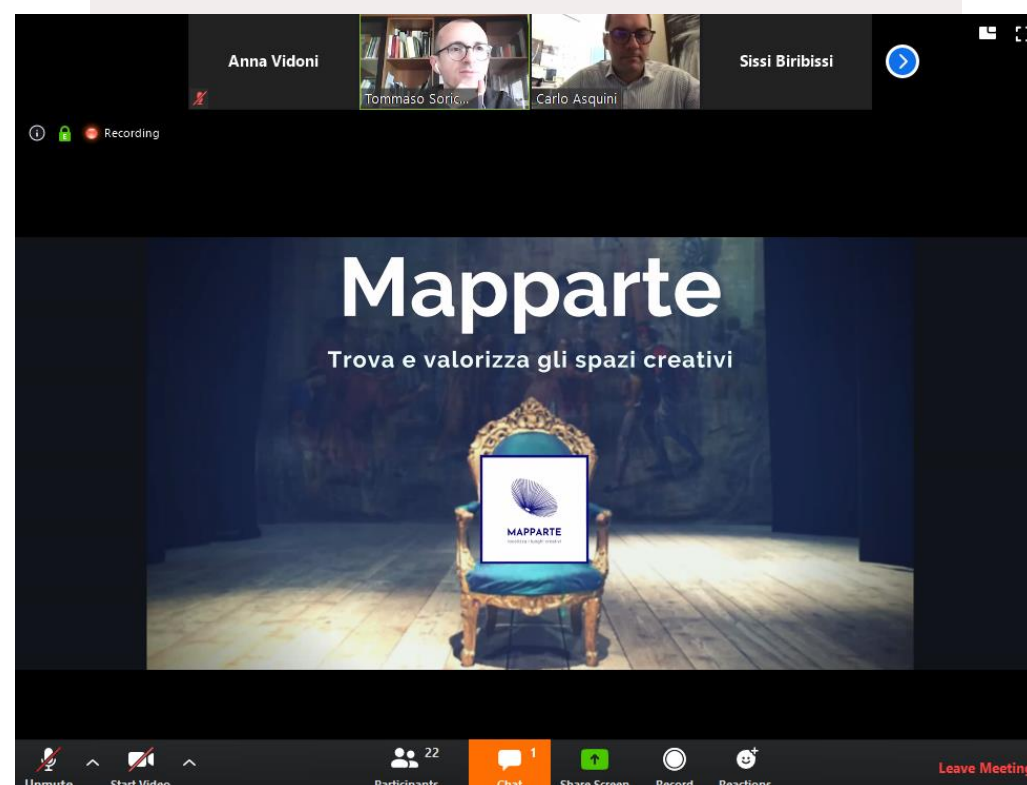 Anna Vidoni
Tommaso Soric...
Carlo Asquini
Sissi Biribissi
Recording
Mapparte
Trova e valorizza gli spazi creativi
MAPPARTE
22
1
Unmute
Start Video
Participants
Chat
Share Screen
Record
Reactions
Leave Meeting